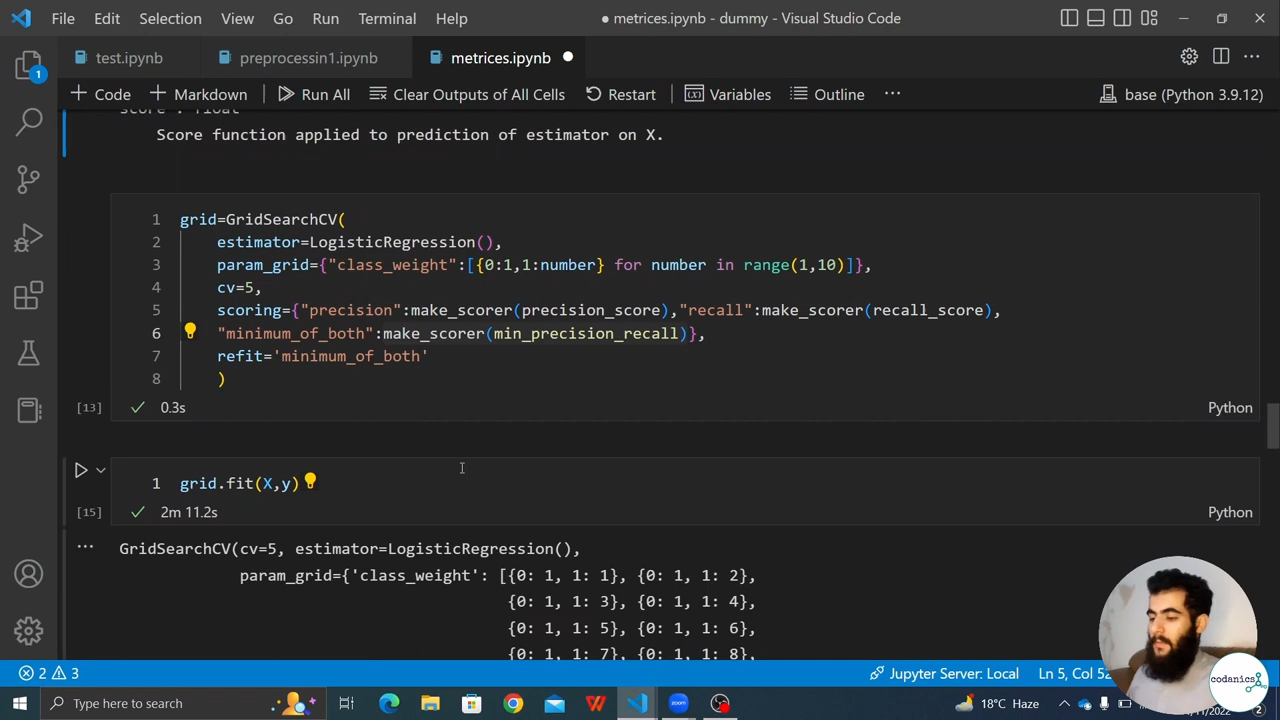 File Edit Selection View Go Run Terminal Help ● metrices.ipynb - dummy - Visual Studio Code
1 test.ipynb preprocessin1.ipynb metrices.ipynb
+ Code + Markdown Run All Clear Outputs of All Cells Restart Variables Outline ... base (Python 3.9.12)
score : float
Score function applied to prediction of estimator on X.
1 grid=GridSearchCV(
2 estimator=LogisticRegression(),
3 param_grid={"class_weight":[{0:1,1:number} for number in range(1,10)]},
4 cv=5,
5 scoring={"precision":make_scorer(precision_score),"recall":make_scorer(recall_score),
6 "minimum_of_both":make_scorer(min_precision_recall)},
7 refit='minimum_of_both'
8 )
[13] 0.3s Python
1 grid.fit(X,y)
[15] 2m 11.2s Python
... GridSearchCV(cv=5, estimator=LogisticRegression(),
param_grid={'class_weight': [{0: 1, 1: 1}, {0: 1, 1: 2},
{0: 1, 1: 3}, {0: 1, 1: 4},
{0: 1, 1: 5}, {0: 1, 1: 6},
{0: 1, 1: 7}, {0: 1, 1: 8},
codanics
2 3 Jupyter Server: Local Ln 5, Col
Type here to search zoom 18°C Haze 2